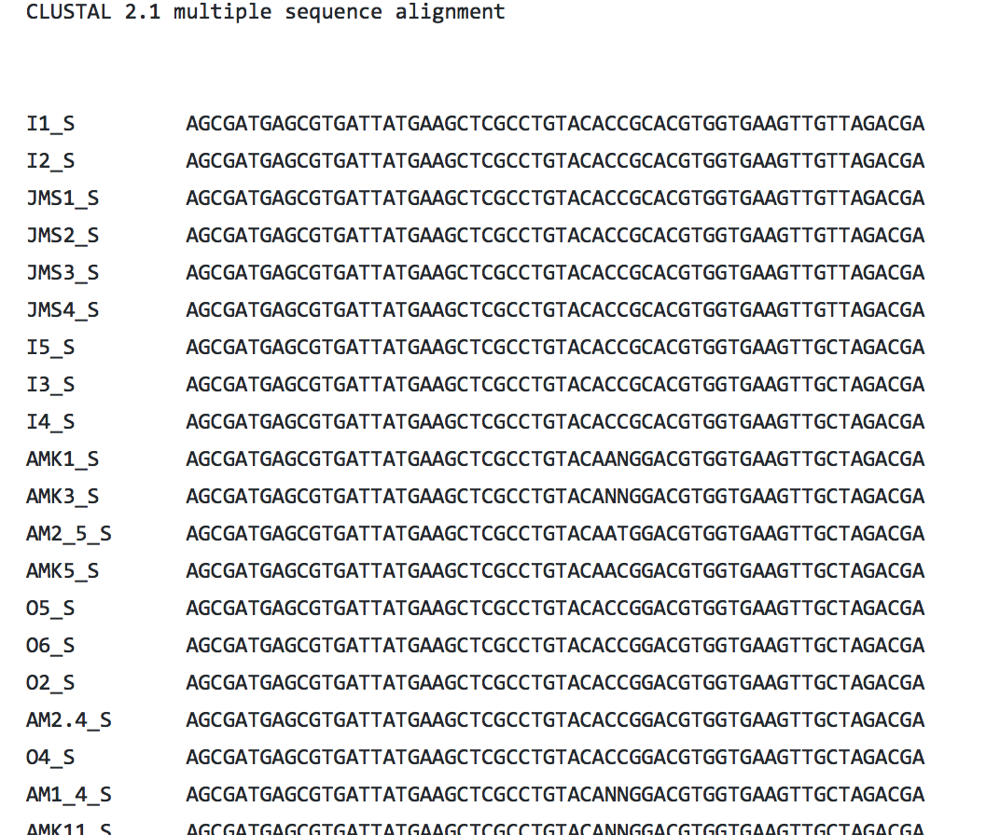 CLUSTAL 2.1 multiple sequence alignment
I1_S AGCGATGAGCGTGATTATGAAGCTCGCCTGTACACCGCACGTGGTGAAGTTGTTAGACGA
I2_S AGCGATGAGCGTGATTATGAAGCTCGCCTGTACACCGCACGTGGTGAAGTTGTTAGACGA
JMS1_S AGCGATGAGCGTGATTATGAAGCTCGCCTGTACACCGCACGTGGTGAAGTTGTTAGACGA
JMS2_S AGCGATGAGCGTGATTATGAAGCTCGCCTGTACACCGCACGTGGTGAAGTTGTTAGACGA
JMS3_S AGCGATGAGCGTGATTATGAAGCTCGCCTGTACACCGCACGTGGTGAAGTTGTTAGACGA
JMS4_S AGCGATGAGCGTGATTATGAAGCTCGCCTGTACACCGCACGTGGTGAAGTTGTTAGACGA
I5_S AGCGATGAGCGTGATTATGAAGCTCGCCTGTACACCGCACGTGGTGAAGTTGCTAGACGA
I3_S AGCGATGAGCGTGATTATGAAGCTCGCCTGTACACCGCACGTGGTGAAGTTGCTAGACGA
I4_S AGCGATGAGCGTGATTATGAAGCTCGCCTGTACACCGCACGTGGTGAAGTTGCTAGACGA
AMK1_S AGCGATGAGCGTGATTATGAAGCTCGCCTGTACAANGGACGTGGTGAAGTTGCTAGACGA
AMK3_S AGCGATGAGCGTGATTATGAAGCTCGCCTGTACANNGGACGTGGTGAAGTTGCTAGACGA
AM2_5_S AGCGATGAGCGTGATTATGAAGCTCGCCTGTACAATGGACGTGGTGAAGTTGCTAGACGA
AMK5_S AGCGATGAGCGTGATTATGAAGCTCGCCTGTACAACGGACGTGGTGAAGTTGCTAGACGA
O5_S AGCGATGAGCGTGATTATGAAGCTCGCCTGTACACCGGACGTGGTGAAGTTGCTAGACGA
O6_S AGCGATGAGCGTGATTATGAAGCTCGCCTGTACACCGGACGTGGTGAAGTTGCTAGACGA
O2_S AGCGATGAGCGTGATTATGAAGCTCGCCTGTACACCGGACGTGGTGAAGTTGCTAGACGA
AM2.4_S AGCGATGAGCGTGATTATGAAGCTCGCCTGTACACCGGACGTGGTGAAGTTGCTAGACGA
O4_S AGCGATGAGCGTGATTATGAAGCTCGCCTGTACACCGGACGTGGTGAAGTTGCTAGACGA
AM1_4_S AGCGATGAGCGTGATTATGAAGCTCGCCTGTACANNGGACGTGGTGAAGTTGCTAGACGA
AMK11_S AGCGATGAGCGTGATTATGAAGCTCGCCTGTACANNGGACGTGGTGAAGTTGCTAGACGA